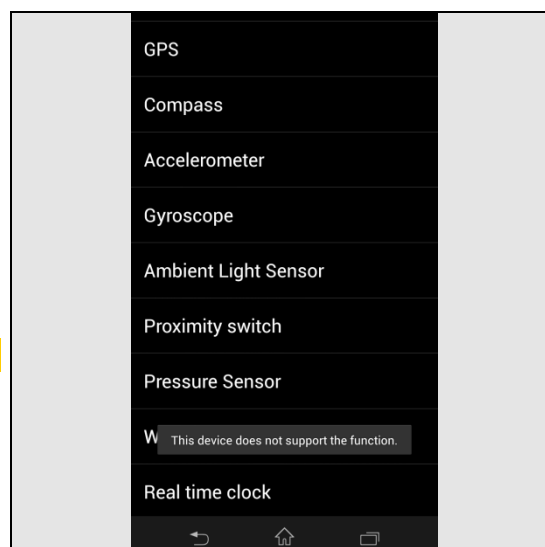 GPS
Compass
Accelerometer
Gyroscope
Ambient Light Sensor
Proximity switch
Pressure Sensor
This device does not support the function.
Real time clock